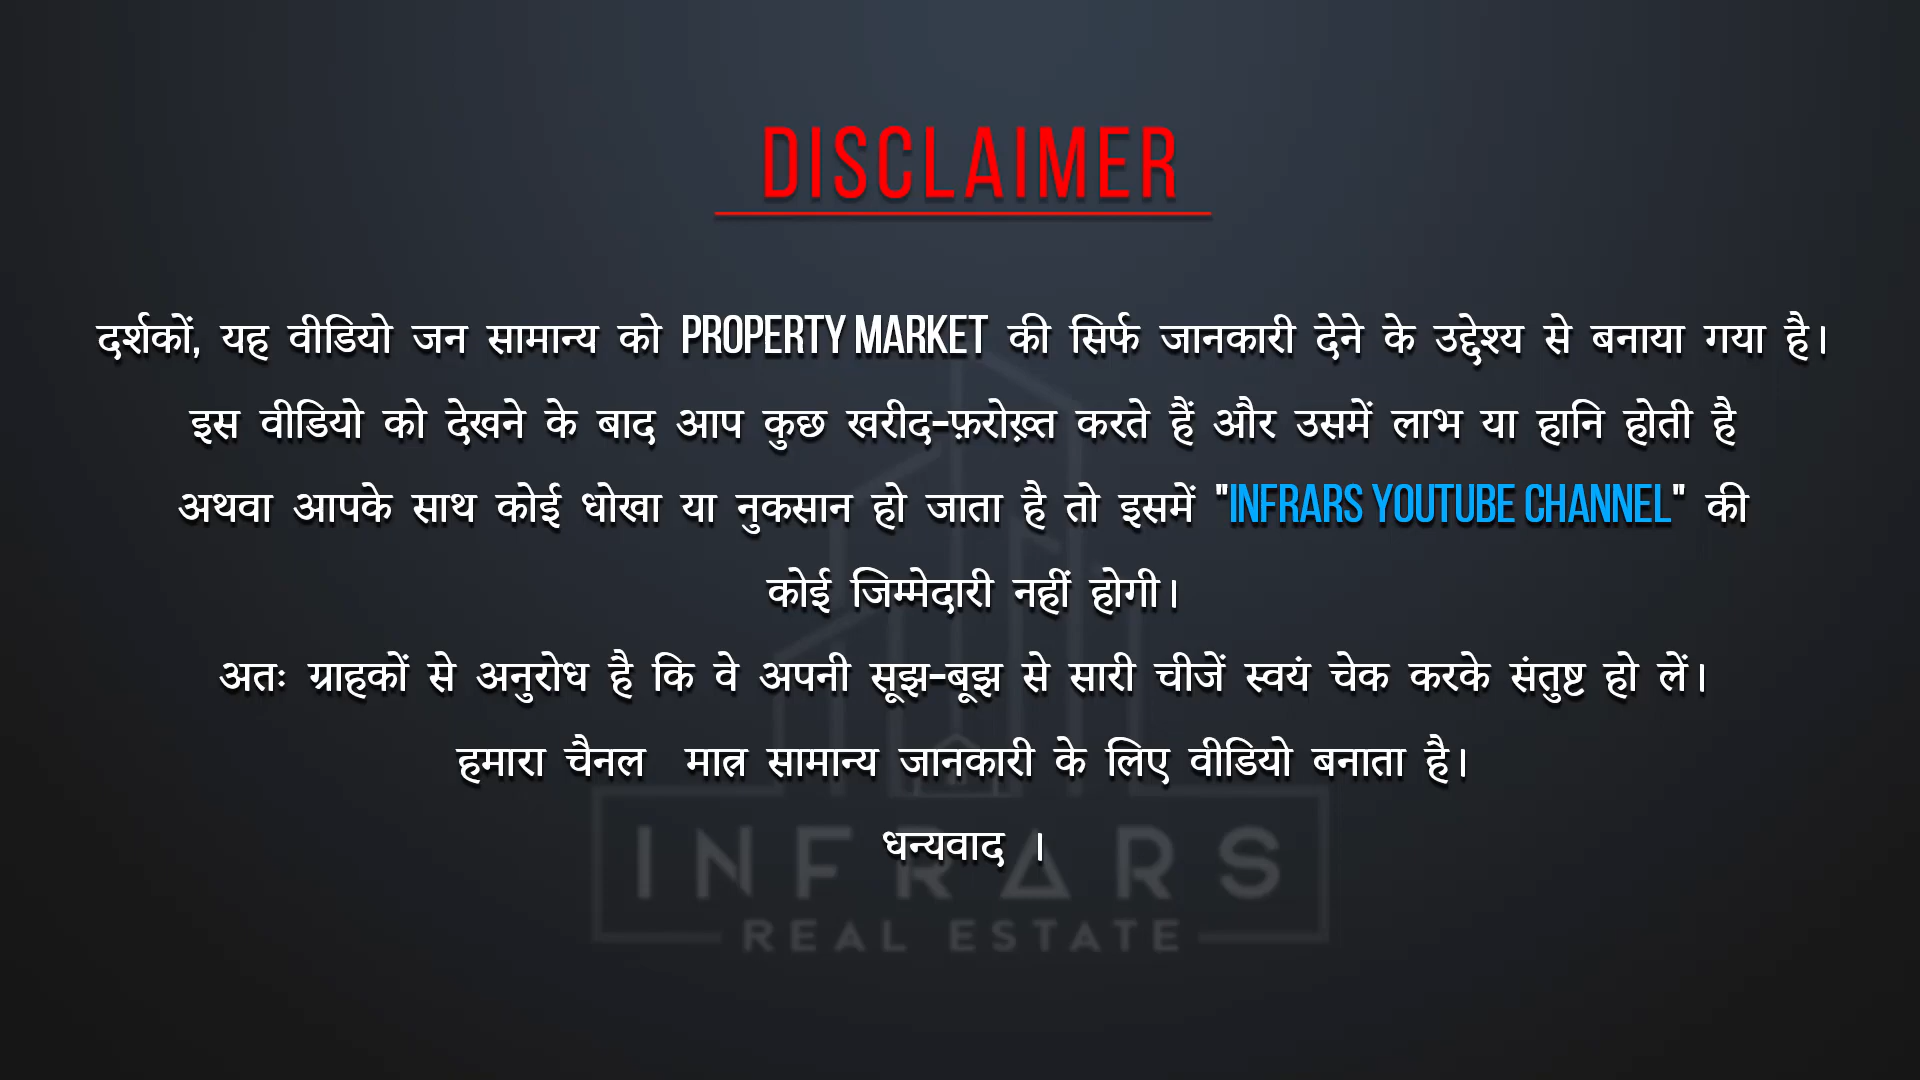 DISCLAIMER
दर्शकों, यह वीडियो जन सामान्य को PROPERTY MARKET की सिर्फ जानकारी देने के उद्देश्य से बनाया गया है।
इस वीडियो को देखने के बाद आप कुछ खरीद-फ़रोख़्त करते हैं और उसमें लाभ या हानि होती है
अथवा आपके साथ कोई धोखा या नुकसान हो जाता है तो इसमें "INFRARS YOUTUBE CHANNEL" की
कोई जिम्मेदारी नहीं होगी।
अतः ग्राहकों से अनुरोध है कि वे अपनी सूझ-बूझ से सारी चीजें स्वयं चेक करके संतुष्ट हो लें।
हमारा चैनल मात्र सामान्य जानकारी के लिए वीडियो बनाता है।
धन्यवाद ।
INFRARS
REAL ESTATE